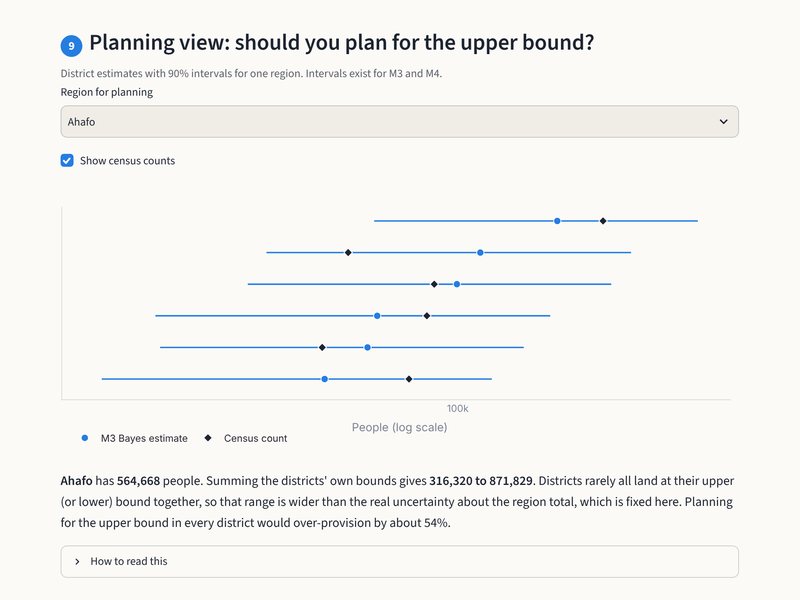 9 Planning view: should you plan for the upper bound?
District estimates with 90% intervals for one region. Intervals exist for M3 and M4.
Region for planning
Ahafo
Show census counts
100k
People (log scale)
M3 Bayes estimate
Census count
Ahafo has 564,668 people. Summing the districts' own bounds gives 316,320 to 871,829. Districts rarely all land at their upper
(or lower) bound together, so that range is wider than the real uncertainty about the region total, which is fixed here. Planning
for the upper bound in every district would over-provision by about 54%.
How to read this